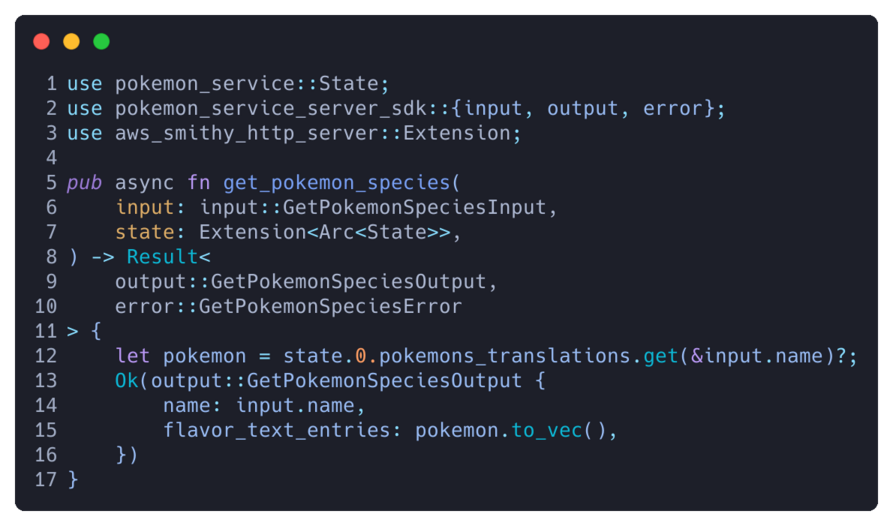 1 use pokemon_service::State;
2 use pokemon_service_server_sdk::{input, output, error};
3 use aws_smithy_http_server::Extension;
4
5 pub async fn get_pokemon_species(
6     input: input::GetPokemonSpeciesInput,
7     state: Extension<Arc<State>>,
8 ) -> Result<
9     output::GetPokemonSpeciesOutput,
10     error::GetPokemonSpeciesError
11 > {
12     let pokemon = state.0.pokemons_translations.get(&input.name)?;
13     Ok(output::GetPokemonSpeciesOutput {
14         name: input.name,
15         flavor_text_entries: pokemon.to_vec(),
16     })
17 }